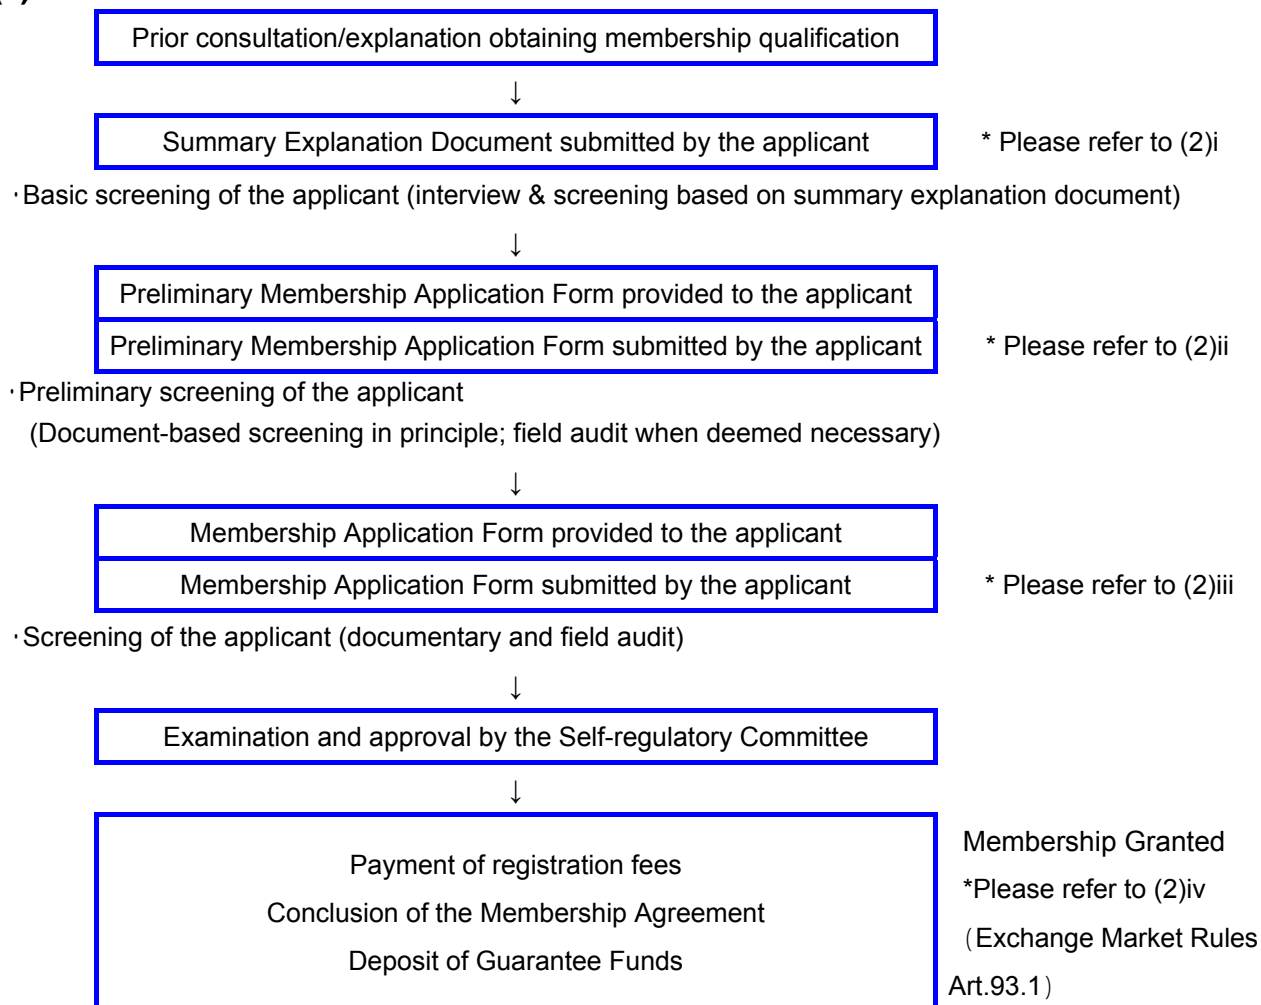 Prior consultation/explanation obtaining membership qualification
↓
Summary Explanation Document submitted by the applicant * Please refer to (2)i
･Basic screening of the applicant (interview & screening based on summary explanation document)
↓
Preliminary Membership Application Form provided to the applicant
Preliminary Membership Application Form submitted by the applicant * Please refer to (2)ii
･Preliminary screening of the applicant
(Document-based screening in principle; field audit when deemed necessary)
↓
Membership Application Form provided to the applicant
Membership Application Form submitted by the applicant * Please refer to (2)iii
･Screening of the applicant (documentary and field audit)
↓
Examination and approval by the Self-regulatory Committee
↓
Payment of registration fees
Conclusion of the Membership Agreement
Deposit of Guarantee Funds
Membership Granted
*Please refer to (2)iv
(Exchange Market Rules
Art.93.1)